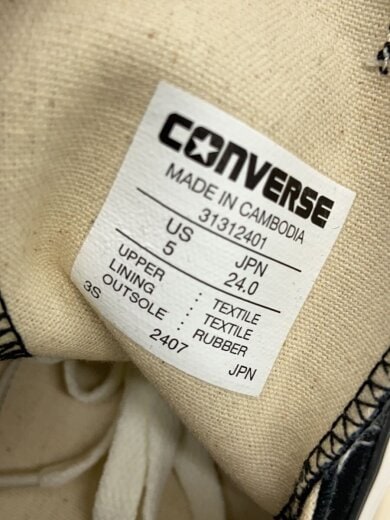 CONVERSE
MADE IN CAMBODIA
31312401
US JPN
5 24.0
UPPER : TEXTILE
LINING : TEXTILE
OUTSOLE : RUBBER
3S 2407 JPN